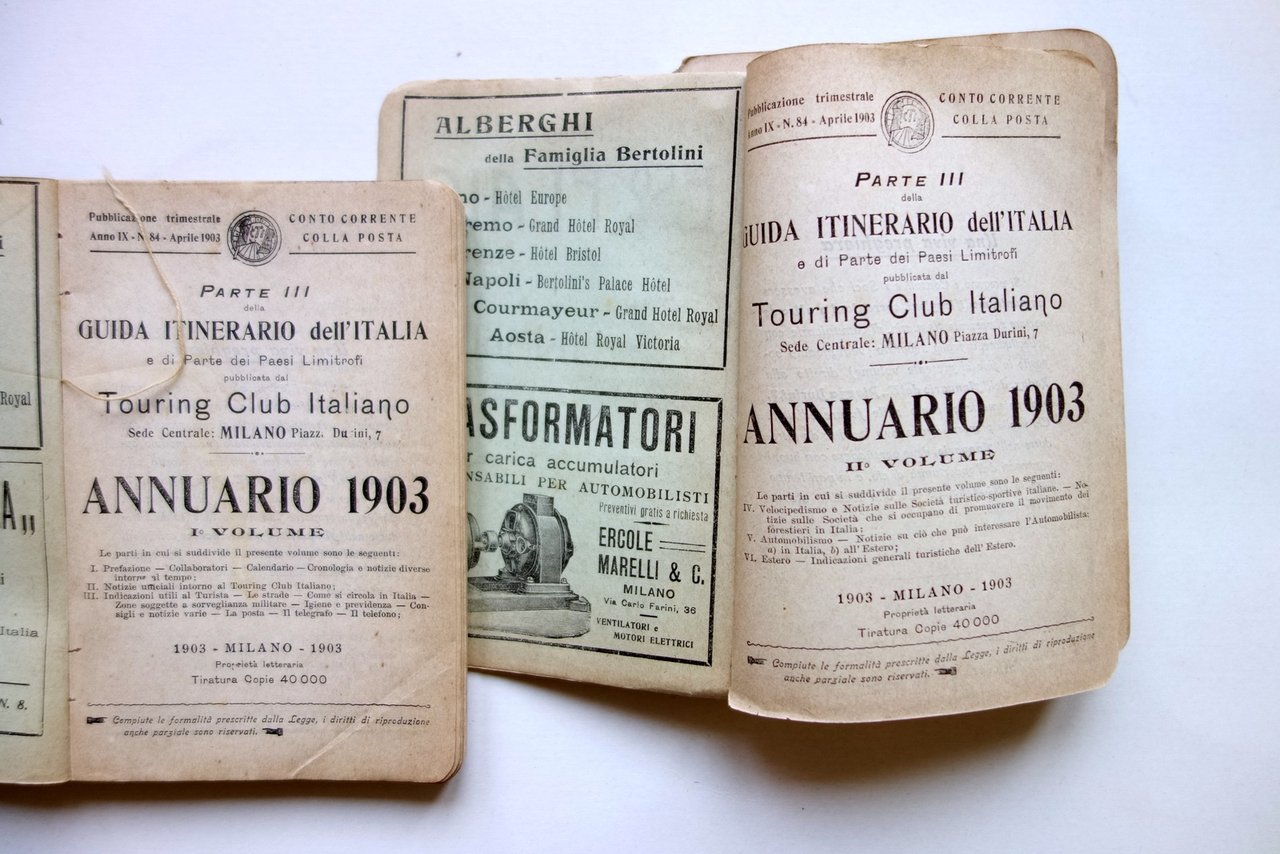 Royal
A„
Italia
N. 8.
Pubblicazione trimestrale
Anno IX - N. 84 - Aprile 1903
CONTO CORRENTE
COLLA POSTA
PARTE III
della
GUIDA ITINERARIO dell'ITALIA
e di Parte dei Paesi Limitrofi
pubblicata dal
Touring Club Italiano
Sede Centrale: MILANO Piazz. Durini, 7
ANNUARIO 1903
I° VOLUME
Le parti in cui si suddivide il presente volume sono le seguenti:
I. Prefazione — Collaboratori — Calendario — Cronologia e notizie diverse
intorno al tempo;
II. Notizie umciali intorno al Touring Club Italiano;
III. Indicazioni utili al Turista — Le strade — Come si circola in Italia —
Zone soggette a sorveglianza militare — Igiene e previdenza — Con-
sigli e notizie varie — La posta — Il telegrafo — Il telefono;
1903 - MILANO - 1903
Proprietà letteraria
Tiratura Copie 40000
Compiute le formalità prescritte dalla Legge, i diritti di riproduzione
anche parziale sono riservati.
ALBERGHI
della Famiglia Bertolini
mo - Hôtel Europe
remo - Grand Hôtel Royal
renze - Hôtel Bristol
Napoli - Bertolini's Palace Hôtel
Courmayeur - Grand Hotel Royal
Aosta - Hôtel Royal Victoria
ASFORMATORI
r carica accumulatori
NSABILI PER AUTOMOBILISTI
Preventivi gratis a richiesta
ERCOLE
MARELLI & C.
MILANO
Via Carlo Farini, 36
VENTILATORI e
MOTORI ELETTRICI
Pubblicazione trimestrale
Anno IX - N. 84 - Aprile 1903
CONTO CORRENTE
COLLA POSTA
PARTE III
della
GUIDA ITINERARIO dell'ITALIA
e di Parte dei Paesi Limitrofi
pubblicata dal
Touring Club Italiano
Sede Centrale: MILANO Piazza Durini, 7
ANNUARIO 1903
II° VOLUME
Le parti in cui si suddivide il presente volume sono le seguenti:
IV. Velocipedismo e Notizie sulle Società turistico-sportive italiane. — No-
tizie sulle Società che si occupano di promuovere il movimento dei
forestieri in Italia;
V. Automobilismo — Notizie su ciò che può interessare l'Automobilista:
a) in Italia, b) all'Estero;
VI. Estero — Indicazioni generali turistiche dell'Estero.
1903 - MILANO - 1903
Proprietà letteraria
Tiratura Copie 40000
Compiute le formalità prescritte dalla Legge, i diritti di riproduzione
anche parziale sono riservati.